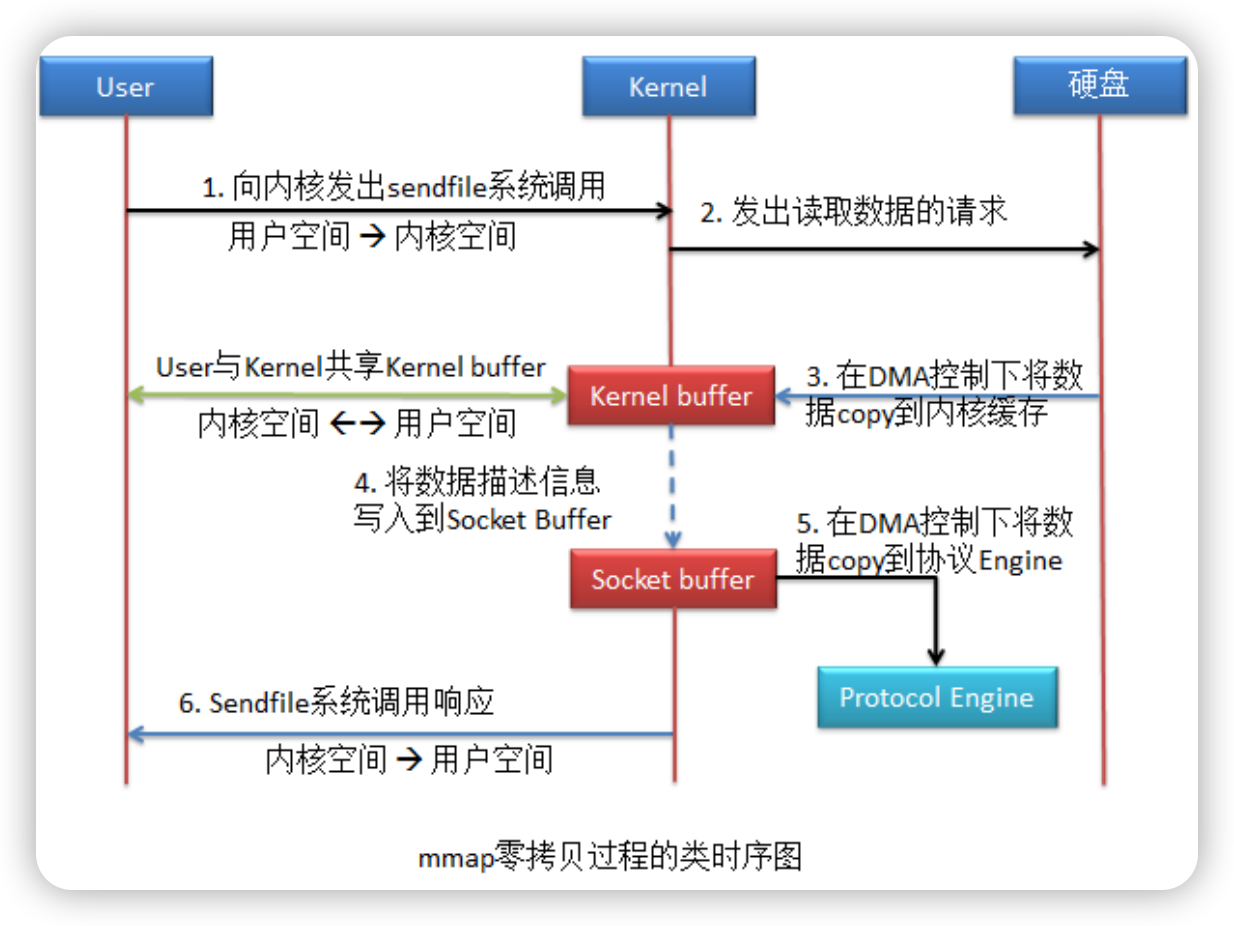 User
Kernel
硬盘
1. 向内核发出sendfile系统调用
用户空间 → 内核空间
2. 发出读取数据的请求
User与Kernel共享Kernel buffer
内核空间 ←→ 用户空间
Kernel buffer
3. 在DMA控制下将数
据copy到内核缓存
4. 将数据描述信息
写入到Socket Buffer
5. 在DMA控制下将数
据copy到协议Engine
Socket buffer
Protocol Engine
6. Sendfile系统调用响应
内核空间 → 用户空间
mmap零拷贝过程的类时序图